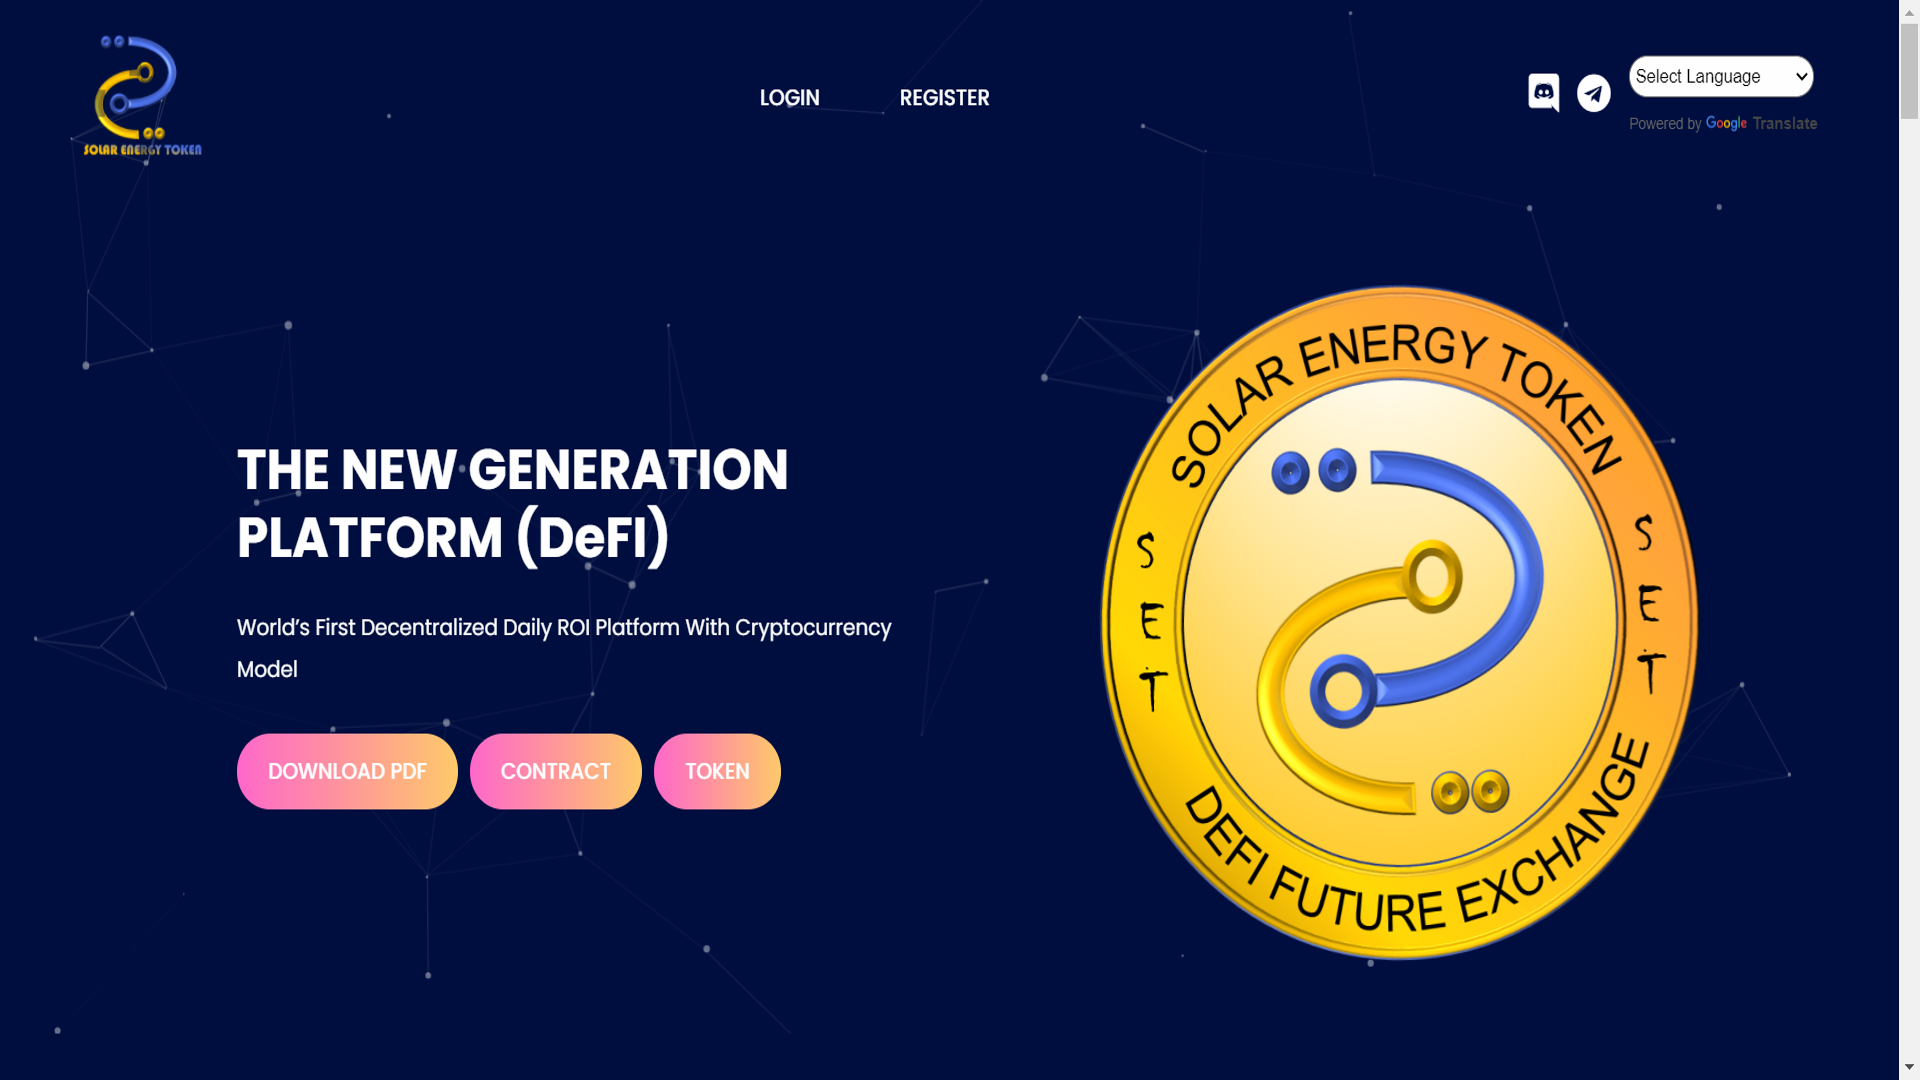 SOLAR ENERGY TOKEN
LOGIN
REGISTER
Select Language
Powered by Google Translate
THE NEW GENERATION
PLATFORM (DeFI)
World’s First Decentralized Daily ROI Platform With Cryptocurrency
Model
DOWNLOAD PDF
CONTRACT
TOKEN
SOLAR ENERGY TOKEN
SET
SET
DEFI FUTURE EXCHANGE